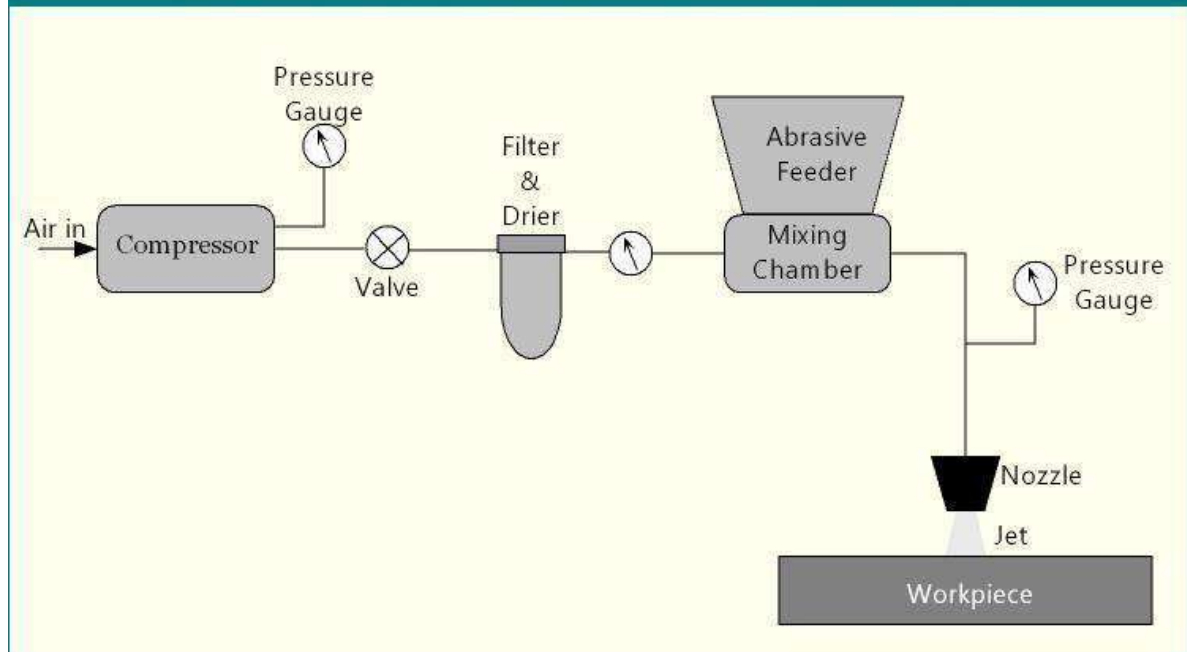 Pressure
Gauge
Air in
Compressor
Valve
Filter
&
Drier
Abrasive
Feeder
Mixing
Chamber
Pressure
Gauge
Nozzle
Jet
Workpiece